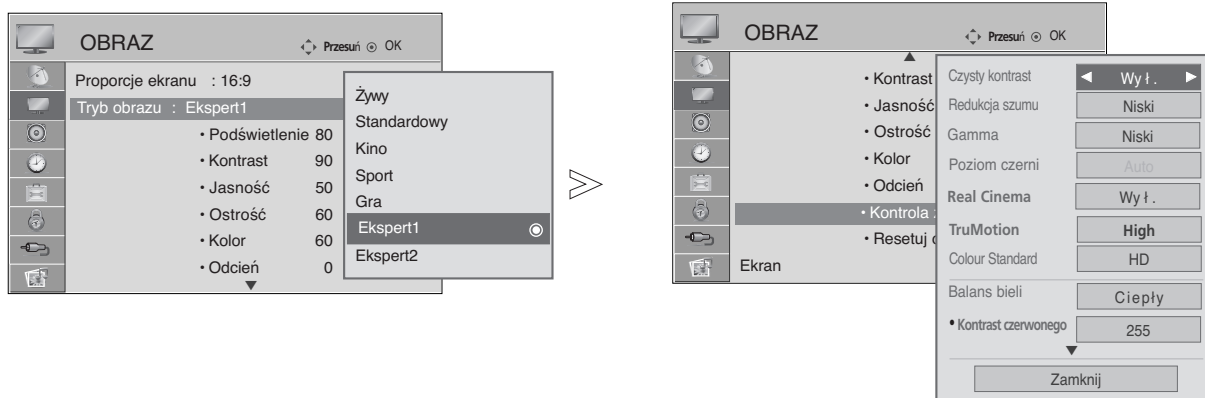 OBRAZ
Przesuń OK
Proporcje ekranu : 16:9
Tryb obrazu : Ekspert1
• Podświetlenie 80
• Kontrast 90
• Jasność 50
• Ostrość 60
• Kolor 60
• Odcień 0
Żywy
Standardowy
Kino
Sport
Gra
Ekspert1
Ekspert2
OBRAZ
Przesuń OK
• Kontrast
• Jasność
• Ostrość
• Kolor
• Odcień
• Kontrola
• Resetuj
Ekran
Czysty kontrast Wył.
Redukcja szumu Niski
Gamma Niski
Poziom czerni Auto
Real Cinema Wył.
TruMotion High
Colour Standard HD
Balans bieli Ciepły
• Kontrast czerwonego 255
Zamknij